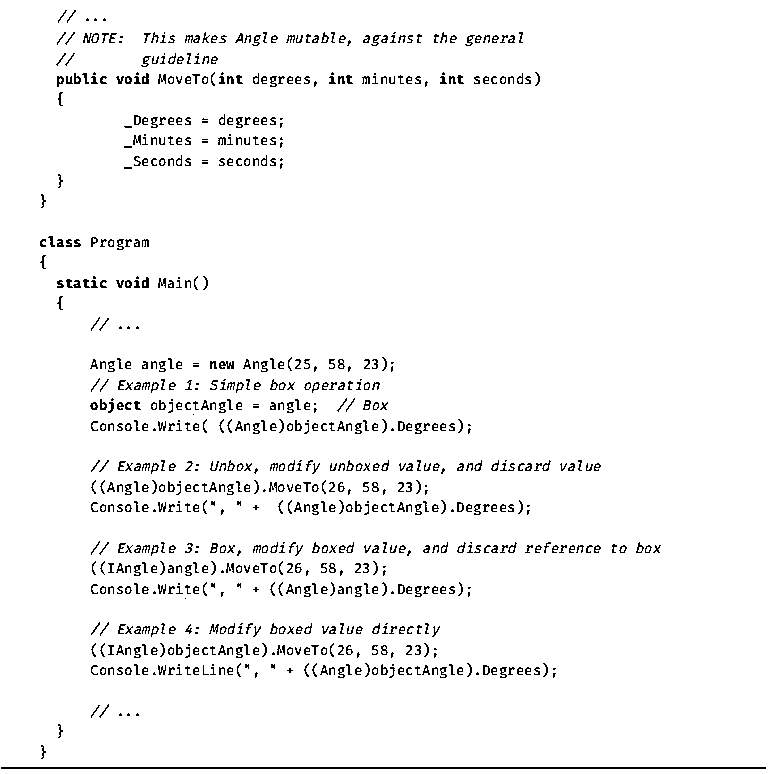 // ...
// NOTE:  This makes Angle mutable, against the general
//        guideline
public void MoveTo(int degrees, int minutes, int seconds)
{
_Degrees = degrees;
_Minutes = minutes;
_Seconds = seconds;
}
}
class Program
{
static void Main()
{
// ...
Angle angle = new Angle(25, 58, 23);
// Example 1: Simple box operation
object objectAngle = angle;  // Box
Console.Write( ((Angle)objectAngle).Degrees);
// Example 2: Unbox, modify unboxed value, and discard value
((Angle)objectAngle).MoveTo(26, 58, 23);
Console.Write(", " +  ((Angle)objectAngle).Degrees);
// Example 3: Box, modify boxed value, and discard reference to box
((IAngle)angle).MoveTo(26, 58, 23);
Console.Write(", " + ((Angle)angle).Degrees);
// Example 4: Modify boxed value directly
((IAngle)objectAngle).MoveTo(26, 58, 23);
Console.WriteLine(", " + ((Angle)objectAngle).Degrees);
// ...
}
}